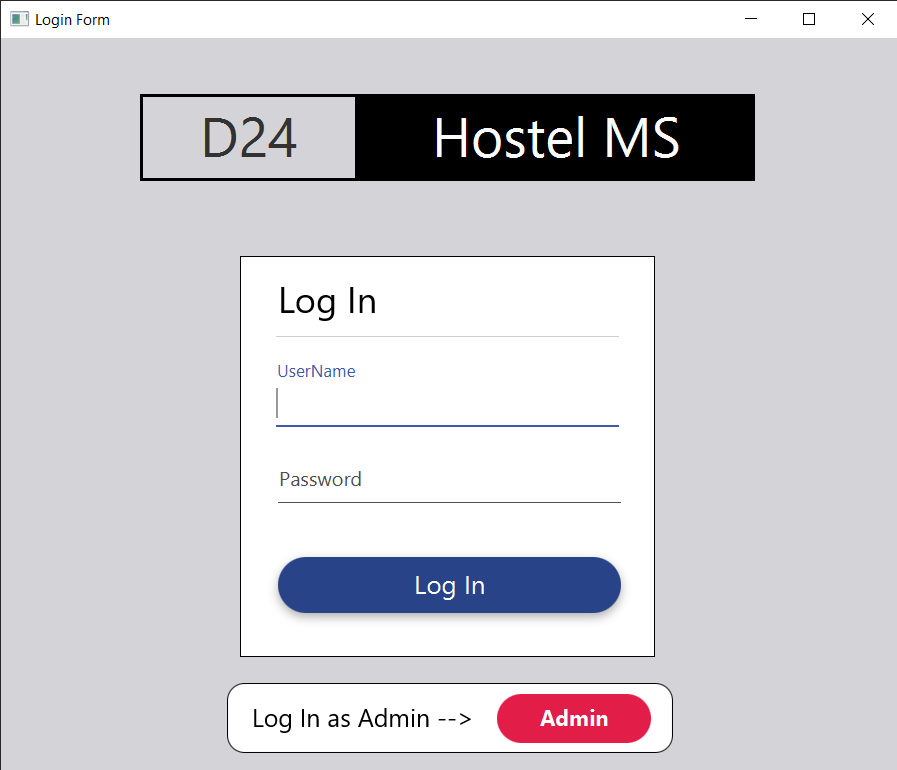 Login Form
D24 Hostel MS
Log In
UserName
Password
Log In
Log In as Admin --> Admin